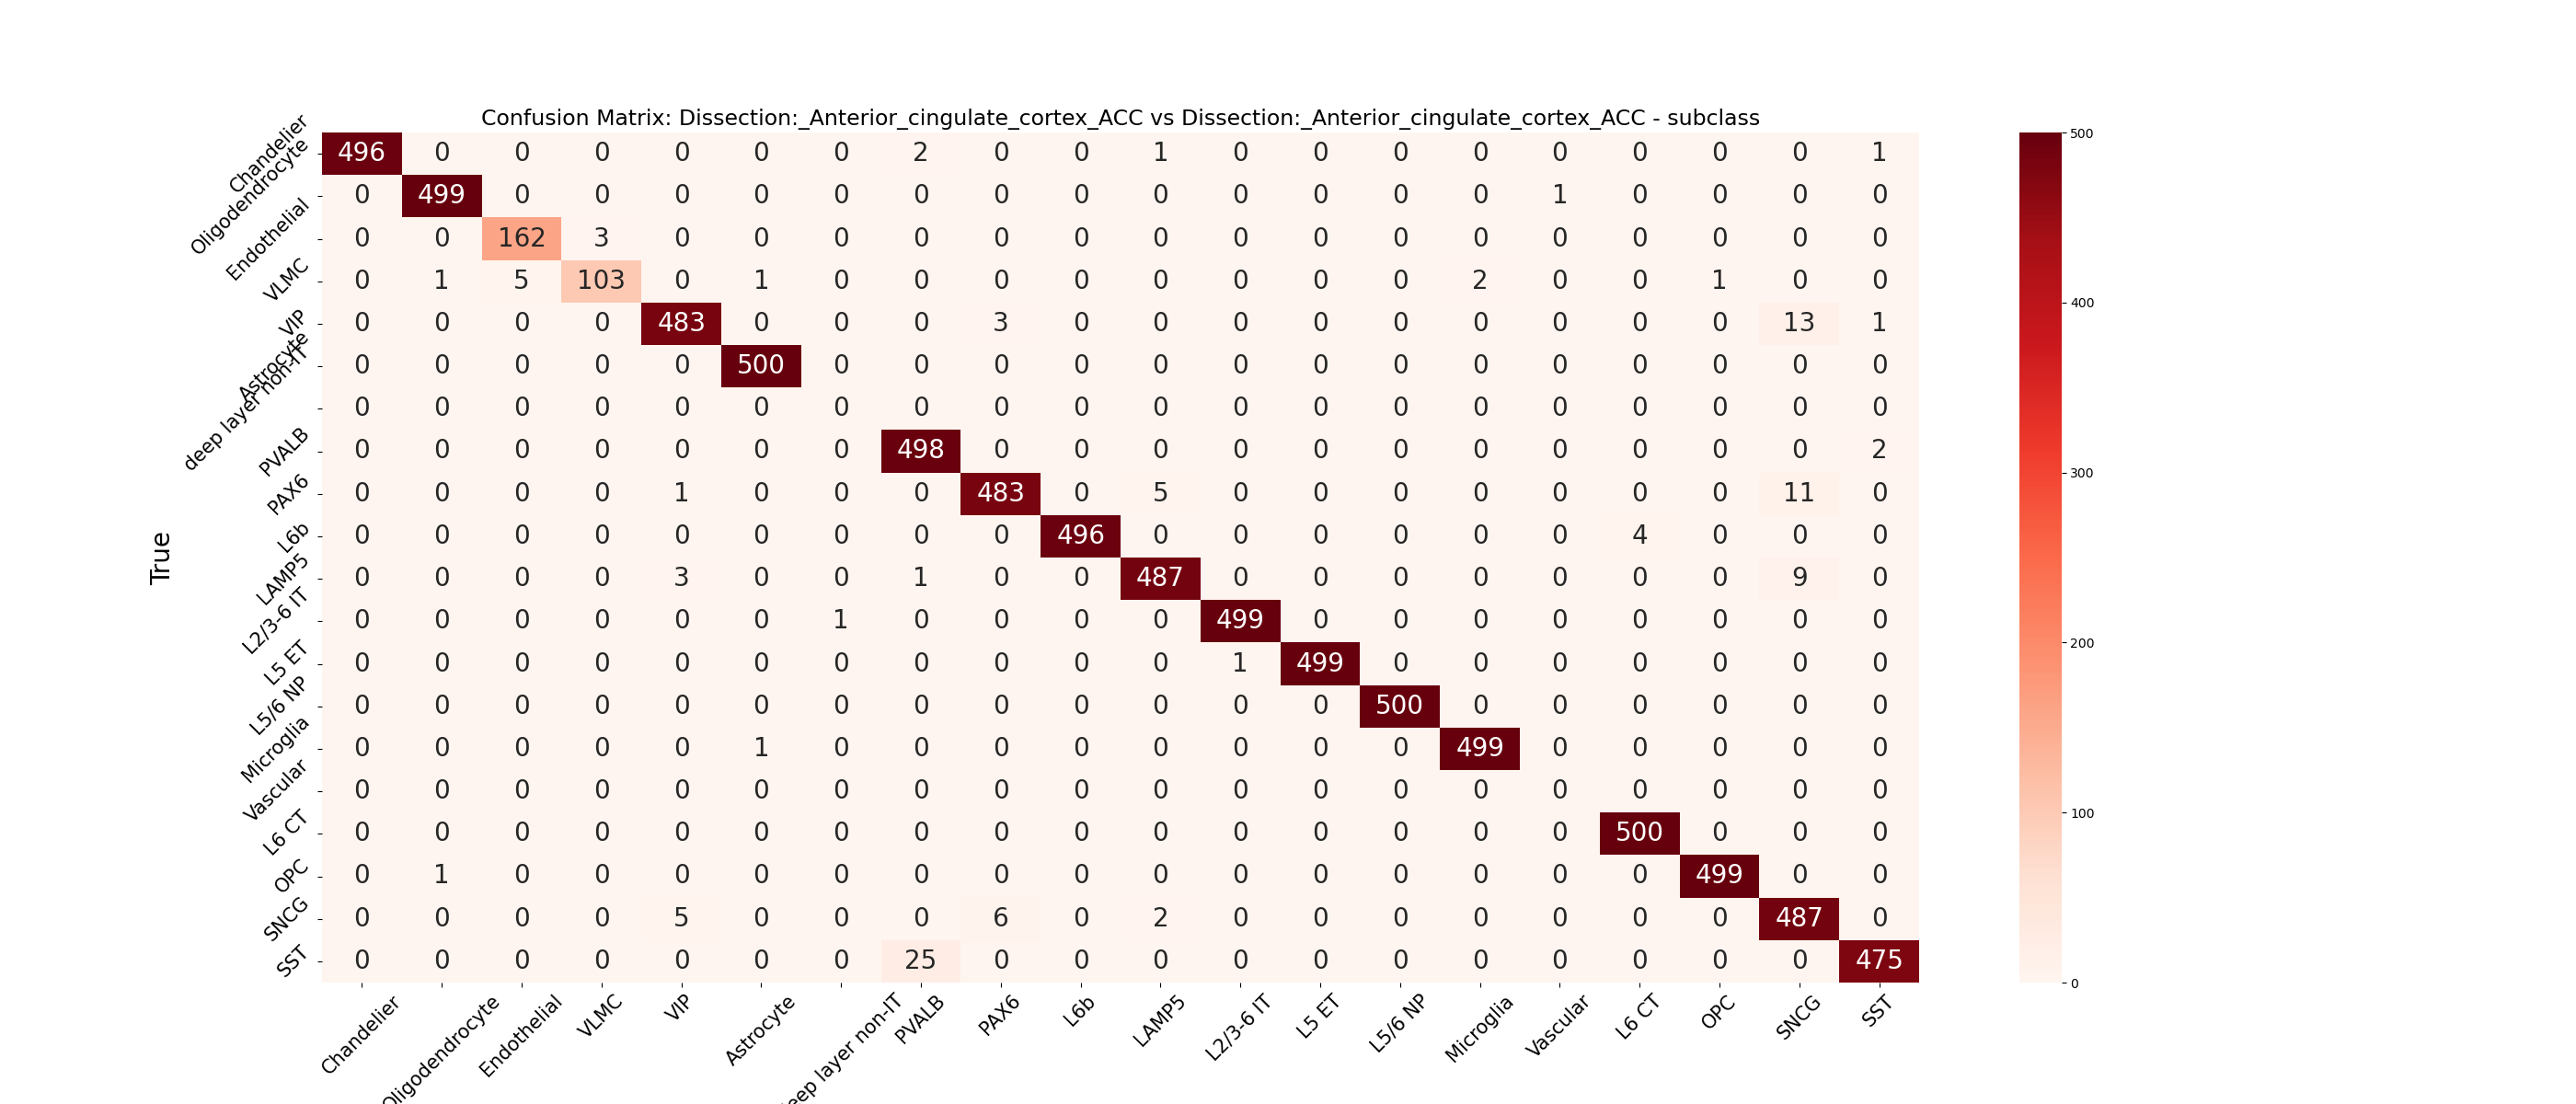 Confusion Matrix: Dissection:_Anterior_cingulate_cortex_ACC vs Dissection:_Anterior_cingulate_cortex_ACC - subclass
True
Chandelier 496 0 0 0 0 0 0 2 0 0 1 0 0 0 0 0 0 0 0 1
Oligodendrocyte 0 499 0 0 0 0 0 0 0 0 0 0 0 0 0 1 0 0 0 0
Endothelial 0 0 162 3 0 0 0 0 0 0 0 0 0 0 0 0 0 0 0 0
VLMC 0 1 5 103 0 1 0 0 0 0 0 0 0 0 2 0 0 1 0 0
VIP 0 0 0 0 483 0 0 0 3 0 0 0 0 0 0 0 0 0 13 1
Astrocyte 0 0 0 0 0 500 0 0 0 0 0 0 0 0 0 0 0 0 0 0
deep layer non-IT 0 0 0 0 0 0 0 0 0 0 0 0 0 0 0 0 0 0 0 0
PVALB 0 0 0 0 0 0 0 498 0 0 0 0 0 0 0 0 0 0 0 2
PAX6 0 0 0 0 1 0 0 0 483 0 5 0 0 0 0 0 0 0 11 0
L6b 0 0 0 0 0 0 0 0 0 496 0 0 0 0 0 0 4 0 0 0
LAMP5 0 0 0 0 3 0 0 1 0 0 487 0 0 0 0 0 0 0 9 0
L2/3-6 IT 0 0 0 0 0 0 1 0 0 0 0 499 0 0 0 0 0 0 0 0
L5 ET 0 0 0 0 0 0 0 0 0 0 0 1 499 0 0 0 0 0 0 0
L5/6 NP 0 0 0 0 0 0 0 0 0 0 0 0 0 500 0 0 0 0 0 0
Microglia 0 0 0 0 0 1 0 0 0 0 0 0 0 0 499 0 0 0 0 0
Vascular 0 0 0 0 0 0 0 0 0 0 0 0 0 0 0 0 0 0 0 0
L6 CT 0 0 0 0 0 0 0 0 0 0 0 0 0 0 0 0 500 0 0 0
OPC 0 1 0 0 0 0 0 0 0 0 0 0 0 0 0 0 0 499 0 0
SNCG 0 0 0 0 5 0 0 0 6 0 2 0 0 0 0 0 0 0 487 0
SST 0 0 0 0 0 0 0 25 0 0 0 0 0 0 0 0 0 0 0 475
Chandelier Oligodendrocyte Endothelial VLMC VIP Astrocyte eep layer non-IT PVALB PAX6 L6b LAMP5 L2/3-6 IT L5 ET L5/6 NP Microglia Vascular L6 CT OPC SNCG SST
500
400
300
200
100
0